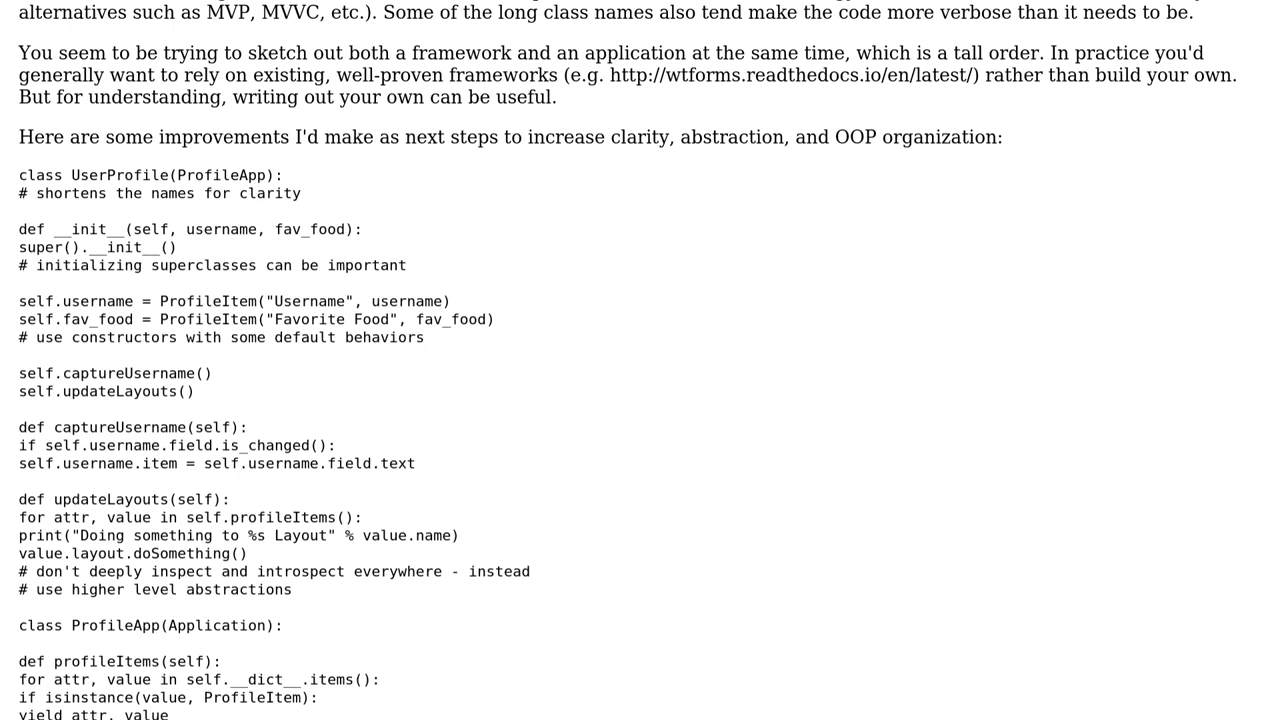 alternatives such as MVP, MVVC, etc.). Some of the long class names also tend make the code more verbose than it needs to be.
You seem to be trying to sketch out both a framework and an application at the same time, which is a tall order. In practice you'd
generally want to rely on existing, well-proven frameworks (e.g. http://wtforms.readthedocs.io/en/latest/) rather than build your own.
But for understanding, writing out your own can be useful.
Here are some improvements I'd make as next steps to increase clarity, abstraction, and OOP organization:
class UserProfile(ProfileApp):
# shortens the names for clarity
def __init__(self, username, fav_food):
super().__init__()
# initializing superclasses can be important
self.username = ProfileItem("Username", username)
self.fav_food = ProfileItem("Favorite Food", fav_food)
# use constructors with some default behaviors
self.captureUsername()
self.updateLayouts()
def captureUsername(self):
if self.username.field.is_changed():
self.username.item = self.username.field.text
def updateLayouts(self):
for attr, value in self.profileItems():
print("Doing something to %s Layout" % value.name)
value.layout.doSomething()
# don't deeply inspect and introspect everywhere - instead
# use higher level abstractions
class ProfileApp(Application):
def profileItems(self):
for attr, value in self.__dict__.items():
if isinstance(value, ProfileItem):
yield attr, value